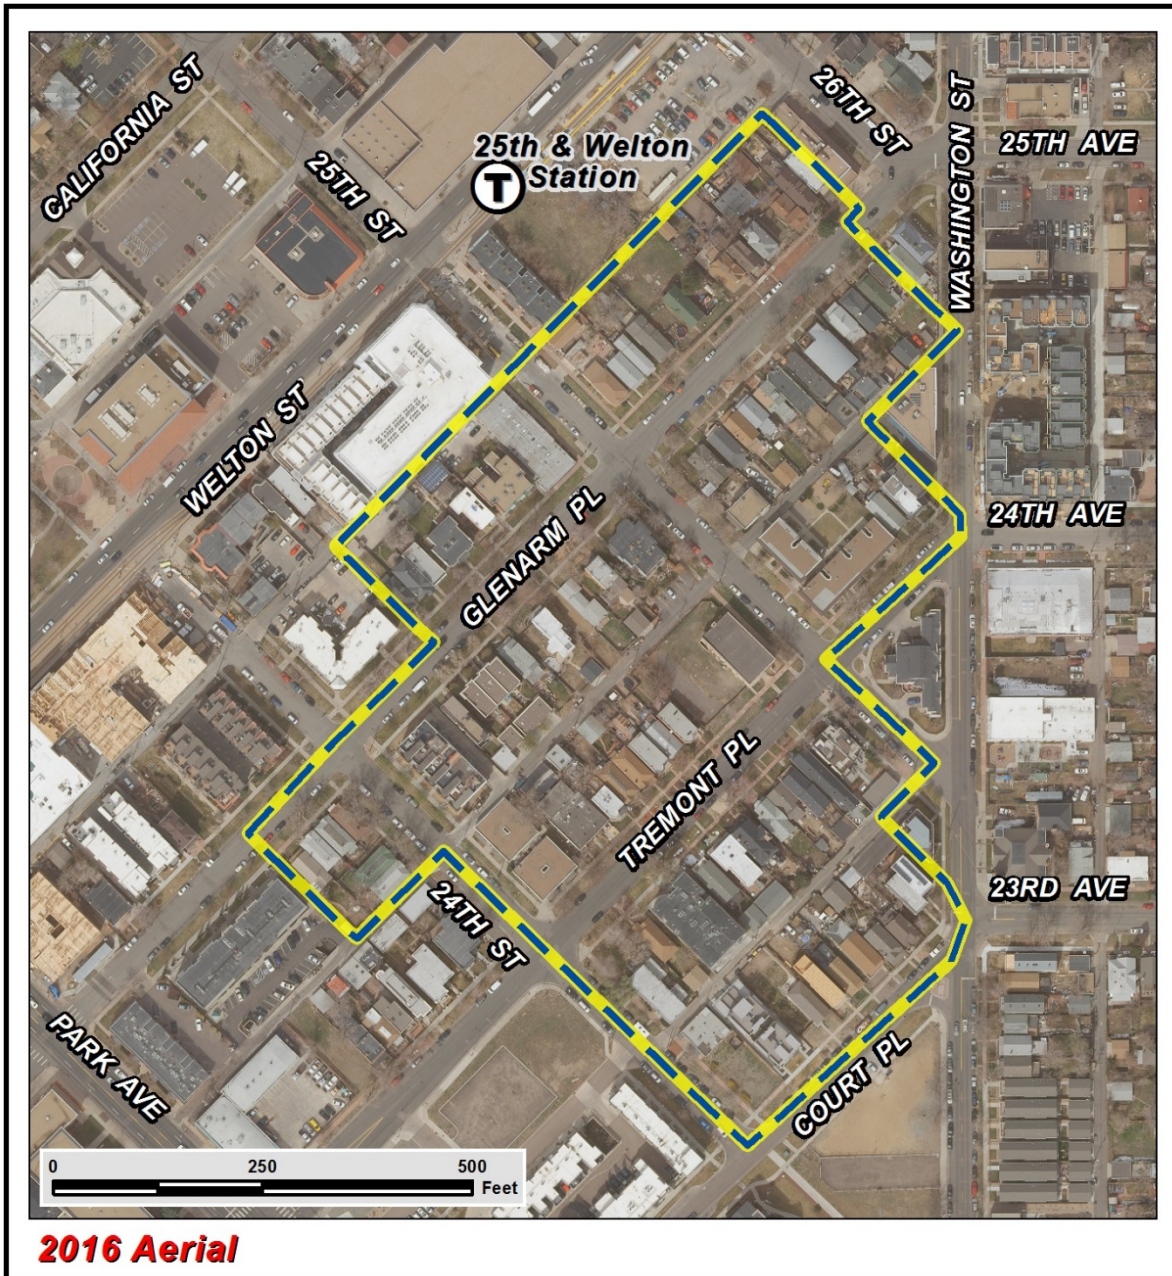 CALIFORNIA ST
25TH ST
25th & Welton
Station
T
26TH ST
WASHINGTON ST
25TH AVE
WELTON ST
GLENARM PL
24TH AVE
TREMONT PL
23RD AVE
24TH ST
PARK AVE
COURT PL
0 250 500
Feet
2016 Aerial